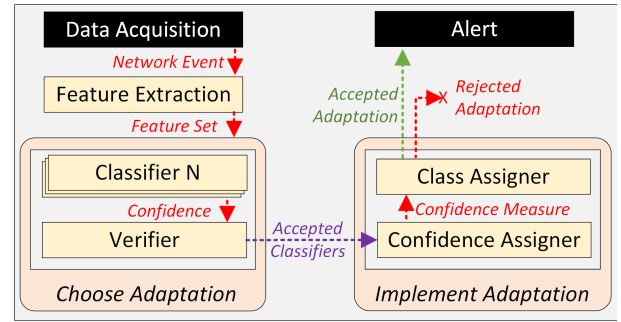 Data Acquisition
Network Event
Feature Extraction
Feature Set
Classifier N
Confidence
Verifier
Choose Adaptation
Accepted
Classifiers
Alert
Accepted
Adaptation
X
Rejected
Adaptation
Class Assigner
Confidence Measure
Confidence Assigner
Implement Adaptation